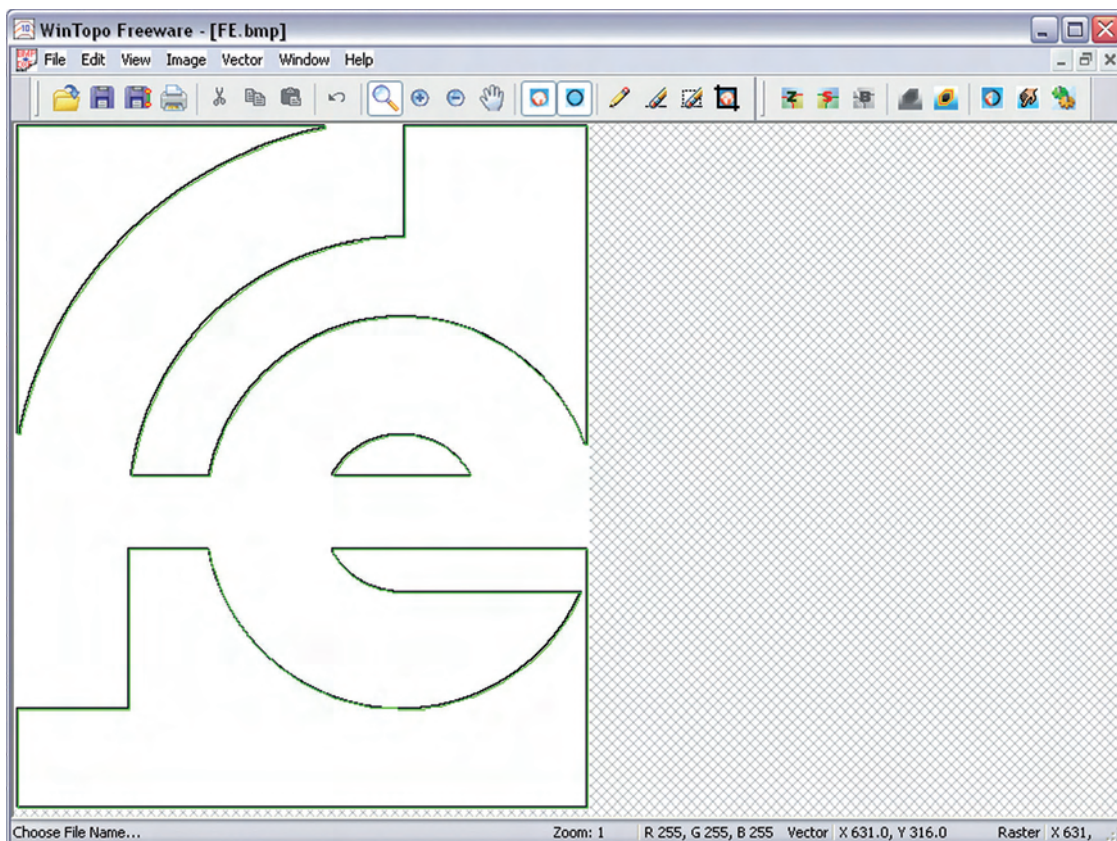 WinTopo Freeware - [FE.bmp]
File Edit View Image Vector Window Help
Z S B
Choose File Name... Zoom: 1 R 255, G 255, B 255 Vector X 631.0, Y 316.0 Raster X 631,